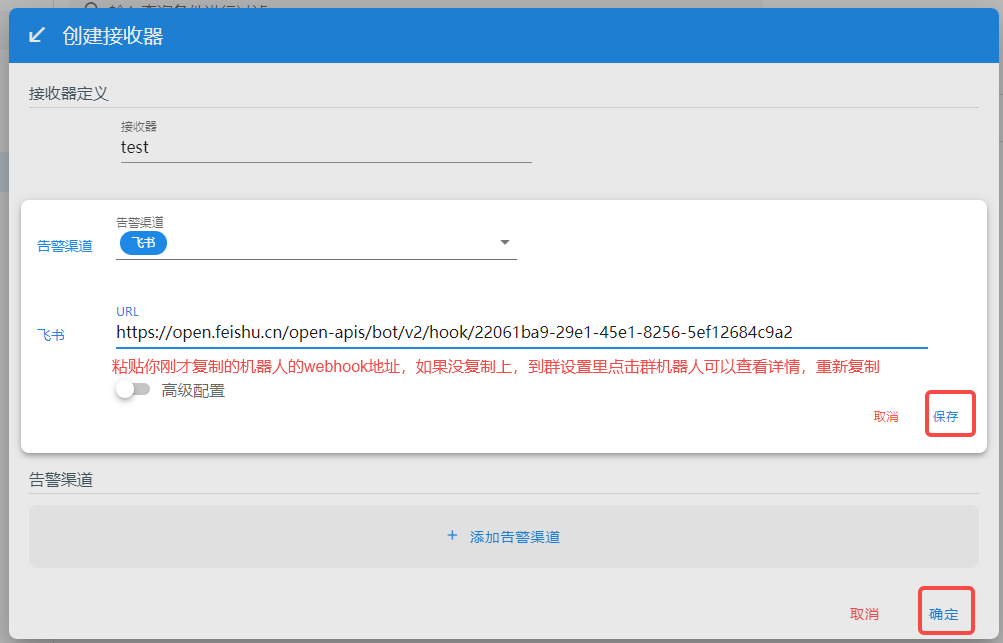 创建接收器
接收器定义
接收器
test
告警渠道
告警渠道
飞书
URL
飞书
https://open.feishu.cn/open-apis/bot/v2/hook/22061ba9-29e1-45e1-8256-5ef12684c9a2
粘贴你刚才复制的机器人的webhook地址，如果没复制上，到群设置里点击群机器人可以查看详情，重新复制
高级配置
取消
保存
告警渠道
+ 添加告警渠道
取消
确定